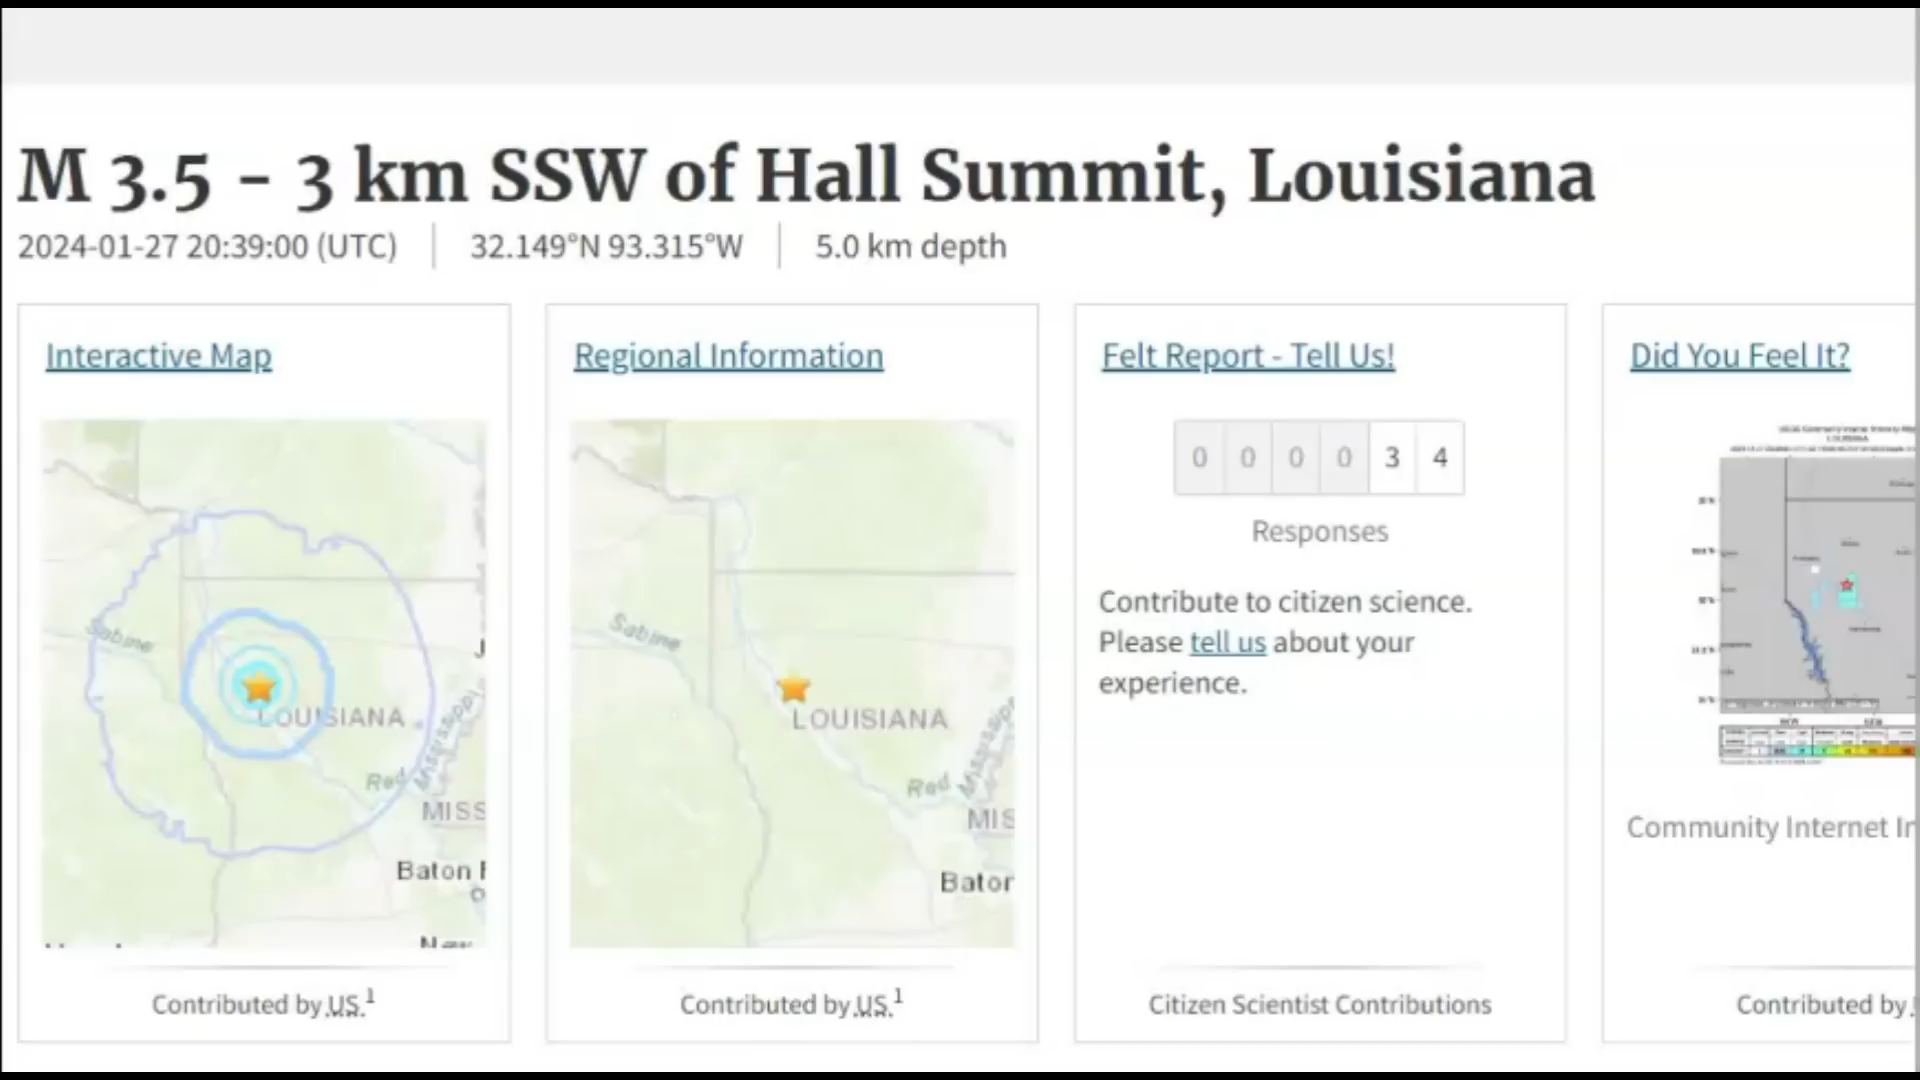 M 3.5 - 3 km SSW of Hall Summit, Louisiana
2024-01-27 20:39:00 (UTC)
32.149°N 93.315°W
5.0 km depth
Interactive Map
Sabine
LOUISIANA
Red
Mississippi
MISS
Baton
Contributed by US.1
Regional Information
Sabine
LOUISIANA
Red
Mississip
MIS
Baton
Contributed by US.1
Felt Report - Tell Us!
0 0 0 0 3 4
Responses
Contribute to citizen science.
Please tell us about your
experience.
Citizen Scientist Contributions
Did You Feel It?
Community Internet
Contributed by